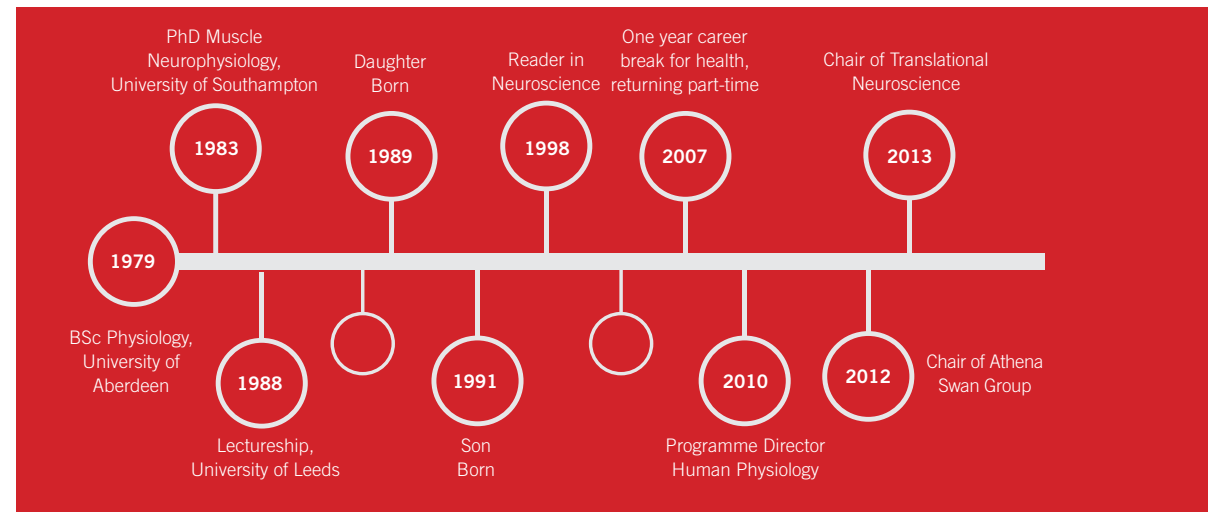 PhD Muscle
Neurophysiology,
University of Southampton
1983
Daughter
Born
1989
Reader in
Neuroscience
1998
One year career
break for health,
returning part-time
2007
Chair of Translational
Neuroscience
2013
1979
BSc Physiology,
University of
Aberdeen
1988
Lectureship,
University of Leeds
1991
Son
Born
2010
Programme Director
Human Physiology
2012
Chair of Athena
Swan Group